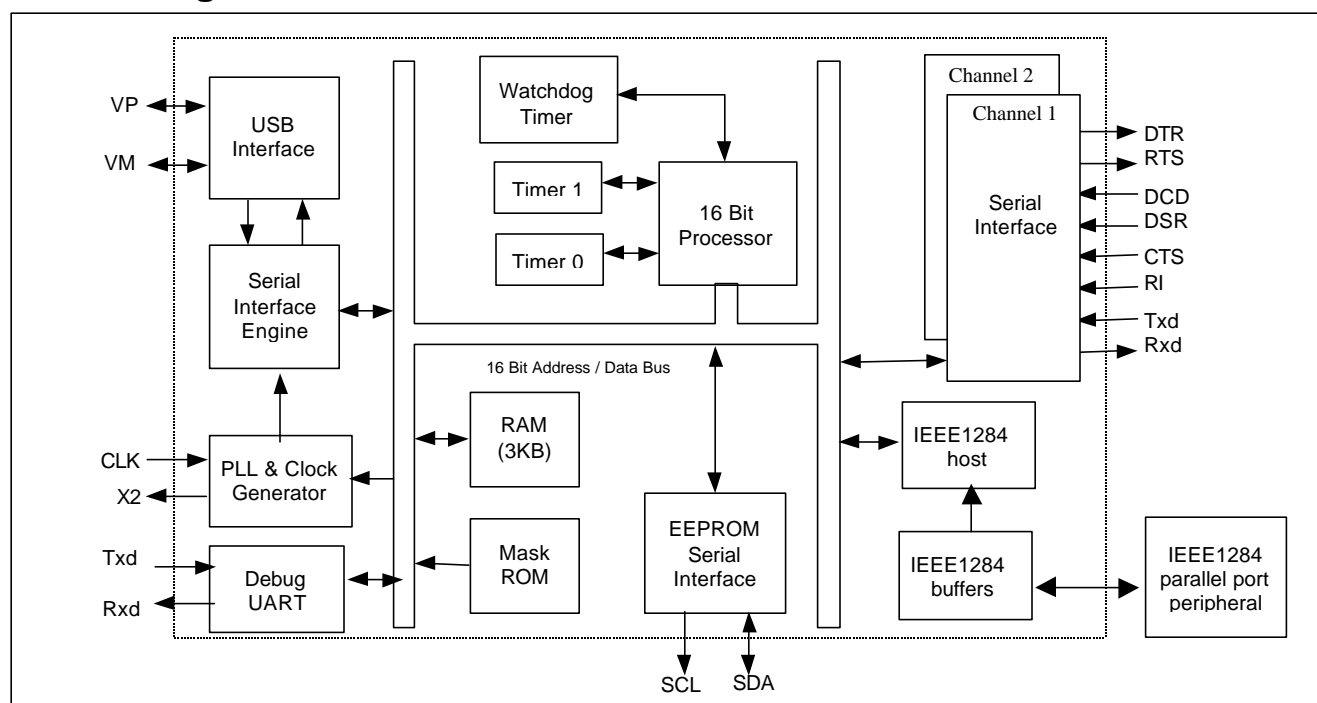 VP
VM
USB
Interface
Serial
Interface
Engine
CLK
X2
PLL & Clock
Generator
Txd
Rxd
Debug
UART
Watchdog
Timer
Timer 1
Timer 0
16 Bit
Processor
16 Bit Address / Data Bus
RAM
(3KB)
Mask
ROM
EEPROM
Serial
Interface
SCL
SDA
Channel 2
Channel 1
Serial
Interface
DTR
RTS
DCD
DSR
CTS
RI
Txd
Rxd
IEEE1284
host
IEEE1284
buffers
IEEE1284
parallel port
peripheral